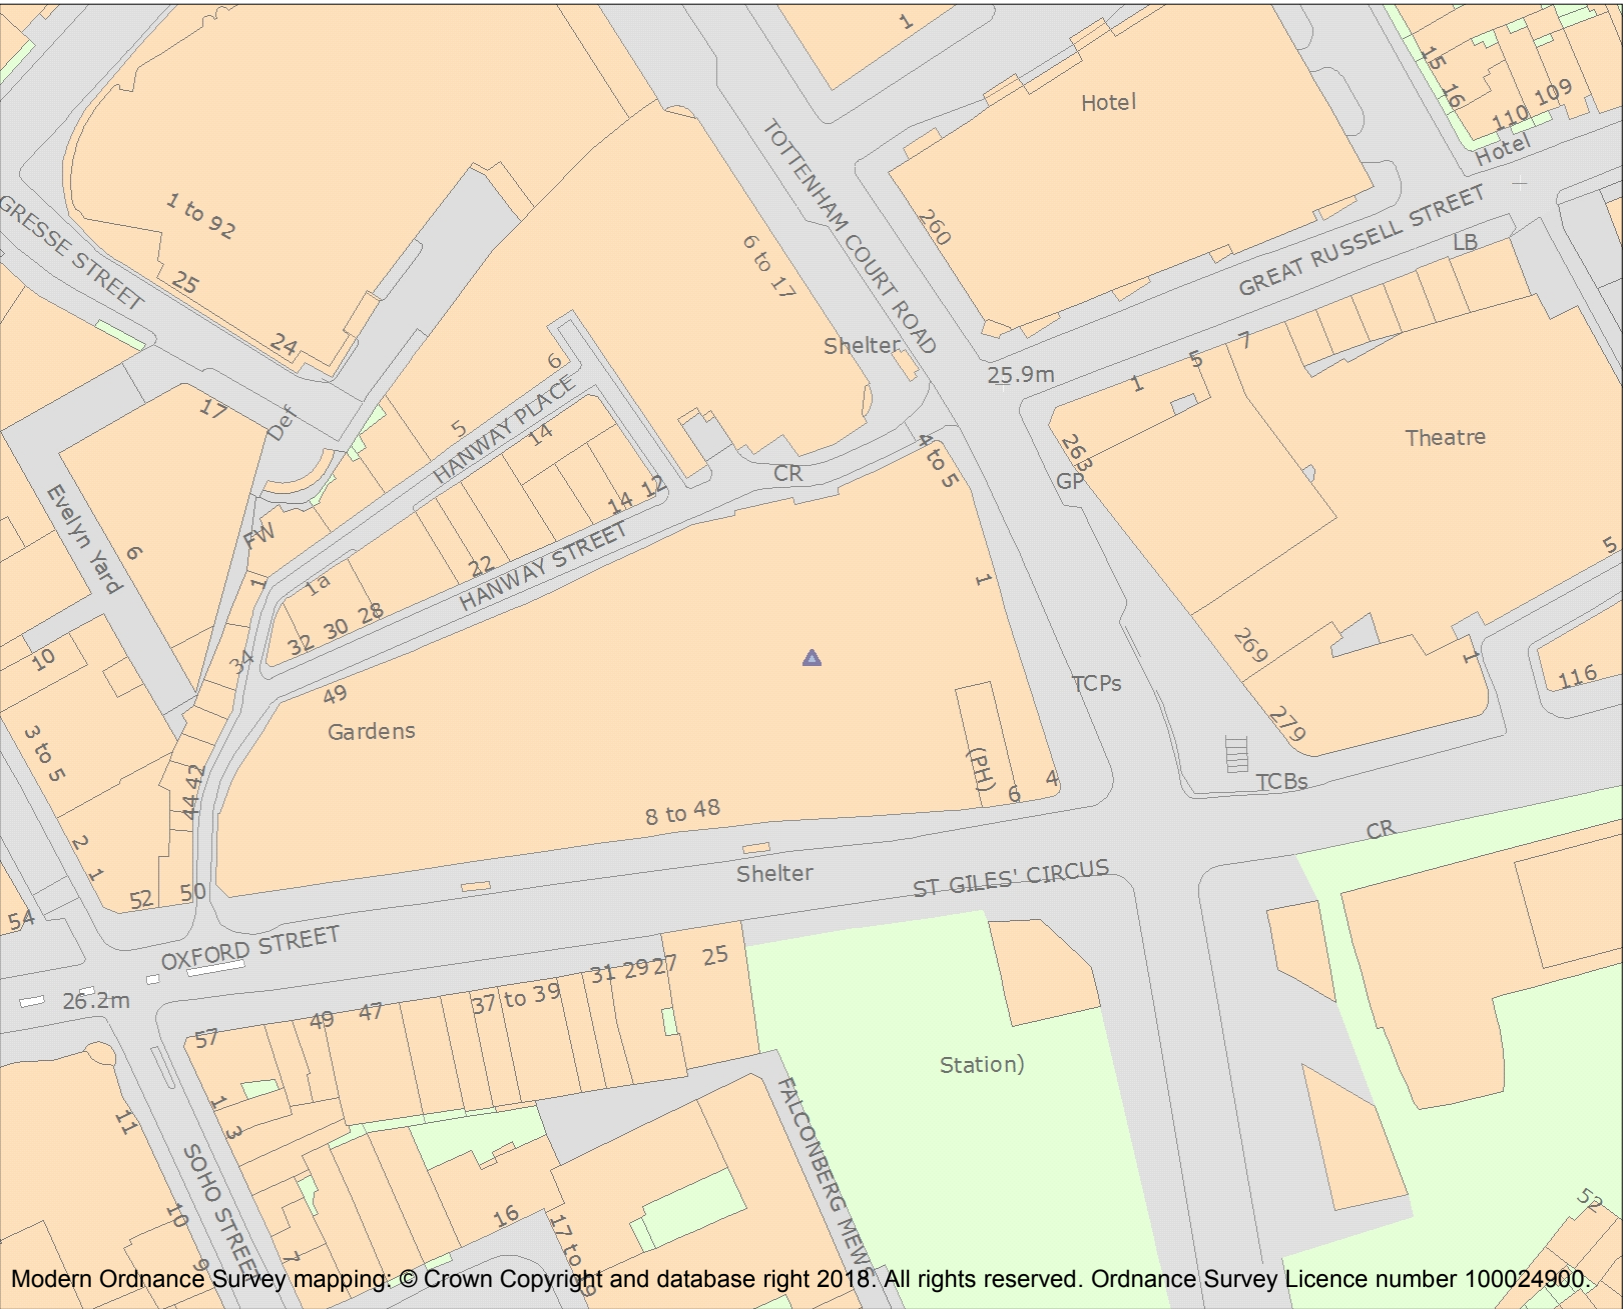 1
Hotel
15
16
110 109
Hotel
TOTTENHAM COURT ROAD
GRESSE STREET
1 to 92
25
24
6 to 17
260
GREAT RUSSELL STREET
LB
Shelter
25.9m
7
5
1
Theatre
263
GP
17
Def
6
5
HANWAY PLACE
14
14 12
CR
4 to 5
HANWAY STREET
22
FW
Evelyn Yard
6
1
1a
32 30 28
34
49
Gardens
10
3 to 5
44 42
2
1
52 50
54
1
TCPs
269
279
1
5
116
(PH)
6
4
8 to 48
Shelter
ST GILES' CIRCUS
TCBs
CR
OXFORD STREET
26.2m
57
49
47
37 to 39
31 29 27
25
Station)
11
1
3
SOHO STREET
10
9
7
16
17 to
FALCONBERG MEWS
52
Modern Ordnance Survey mapping: © Crown Copyright and database right 2018. All rights reserved. Ordnance Survey Licence number 100024900.